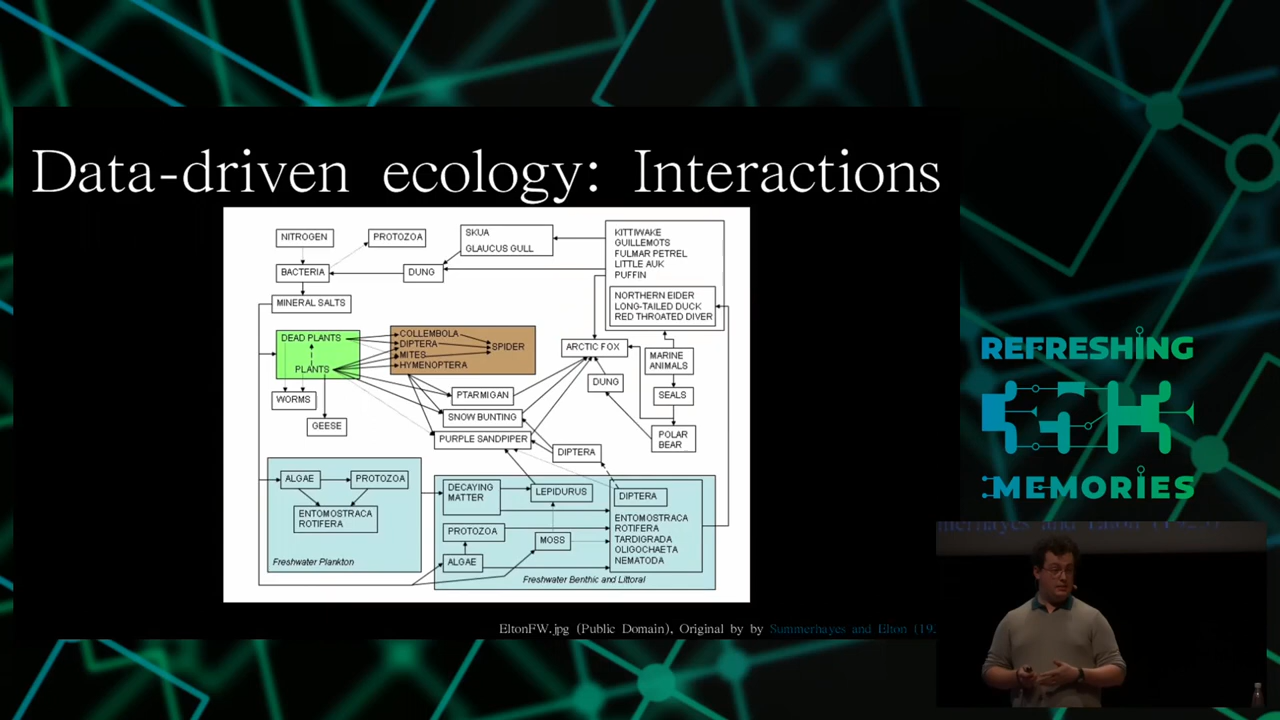 Data-driven ecology: Interactions
NITROGEN
PROTOZOA
SKUA
GLAUCUS GULL
KITTIWAKE
GUILLEMOTS
FULMAR PETREL
LITTLE AUK
PUFFIN
BACTERIA
DUNG
NORTHERN EIDER
LONG-TAILED DUCK
RED THROATED DIVER
MINERAL SALTS
DEAD PLANTS
PLANTS
COLLEMBOLA
DIPTERA
MITES
HYMENOPTERA
SPIDER
ARCTIC FOX
MARINE
ANIMALS
DUNG
SEALS
WORMS
PTARMIGAN
GEESE
SNOW BUNTING
PURPLE SANDPIPER
POLAR
BEAR
DIPTERA
ALGAE
PROTOZOA
ENTOMOSTRACA
ROTIFERA
Freshwater Plankton
DECAYING
MATTER
LEPIDURUS
DIPTERA
PROTOZOA
MOSS
ALGAE
ENTOMOSTRACA
ROTIFERA
TARDIGRADA
OLIGOCHAETA
NEMATODA
Freshwater Benthic and Littoral
EltonFW.jpg (Public Domain), Original by by Summerhayes and Elton (19
REFRESHING
MEMORIES